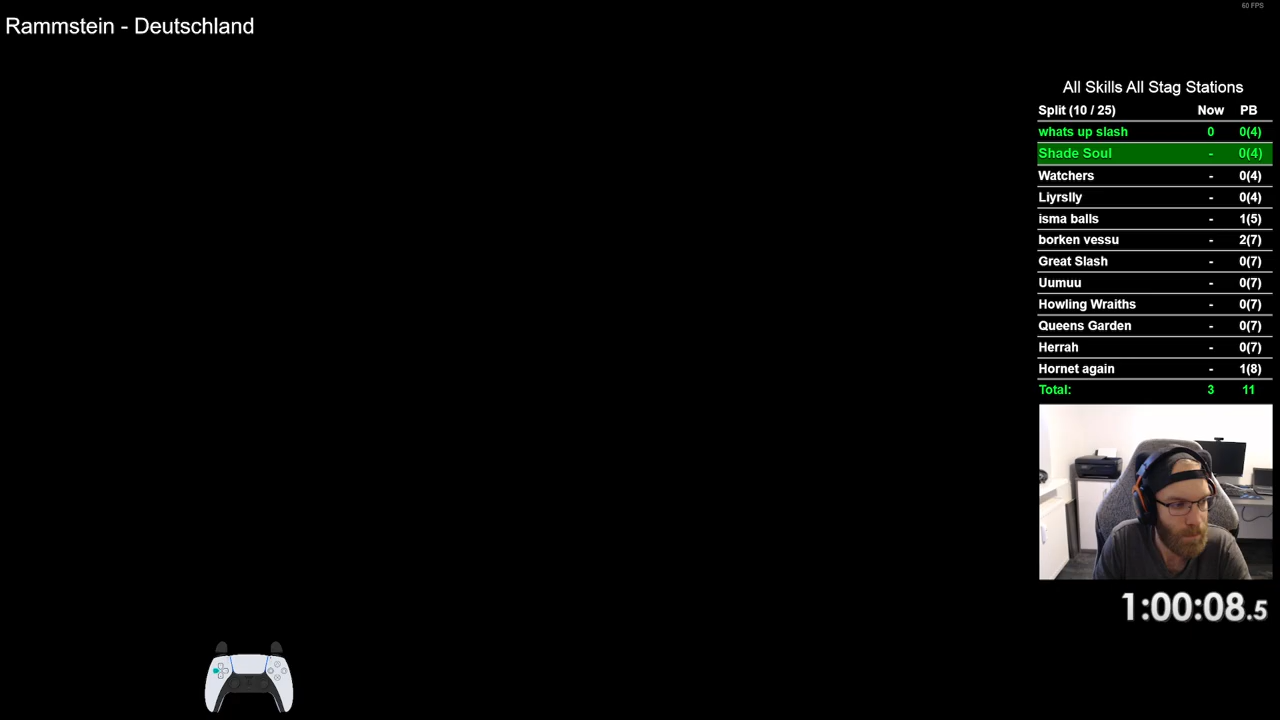 60 FPS
Rammstein - Deutschland
All Skills All Stag Stations
Split (10 / 25) Now PB
whats up slash 0 0(4)
Shade Soul - 0(4)
Watchers - 0(4)
Liyrslly - 0(4)
isma balls - 1(5)
borken vessu - 2(7)
Great Slash - 0(7)
Uumuu - 0(7)
Howling Wraiths - 0(7)
Queens Garden - 0(7)
Herrah - 0(7)
Hornet again - 1(8)
Total: 3 11
1:00:08.5